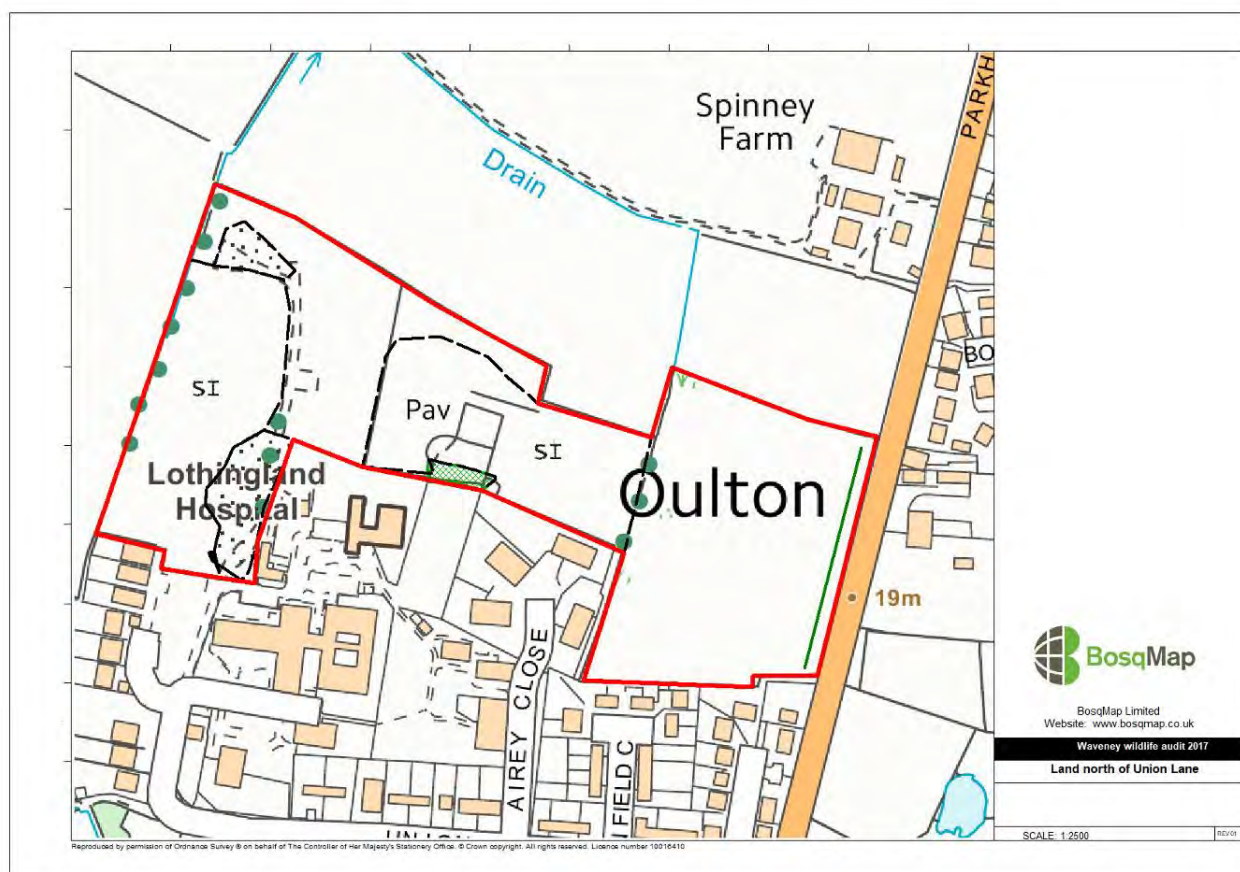 Spinney
Farm
PARKH
Drain
BO
SI
Pav
SI
Lothingland
Hospital
Oulton
19m
AIREY CLOSE
FIELD C
BosqMap
BosqMap Limited
Website: www.bosqmap.co.uk
Waveney wildlife audit 2017
Land north of Union Lane
SCALE: 1:2500
REV01
Reproduced by permission of Ordnance Survey ® on behalf of The Controller of Her Majesty's Stationery Office. © Crown copyright. All rights reserved. Licence number 10016410